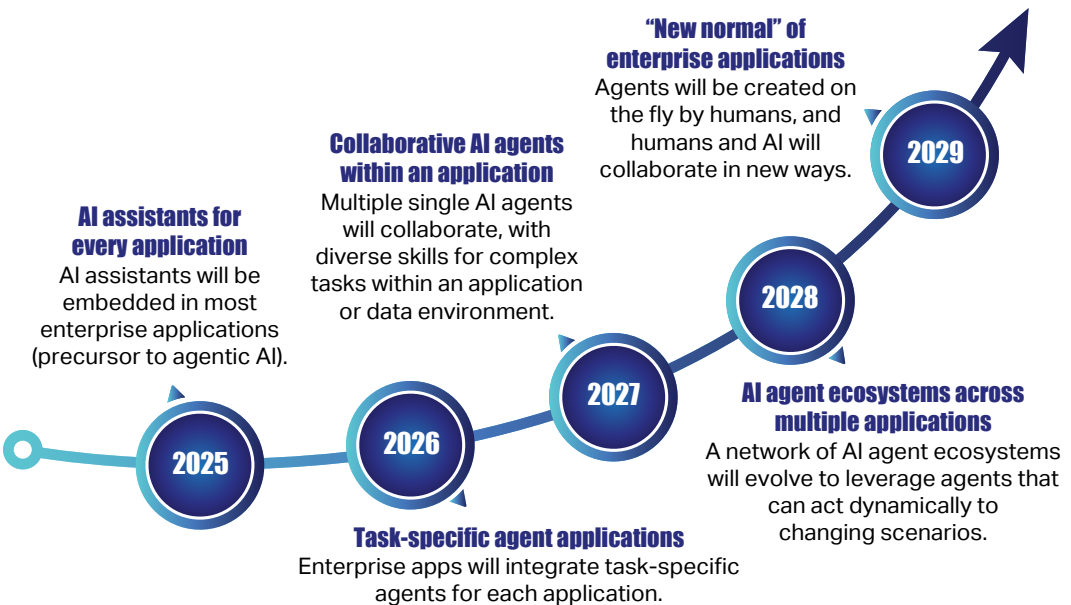 AI assistants for
every application
AI assistants will be
embedded in most
enterprise applications
(precursor to agentic AI).
2025
2026
Task-specific agent applications
Enterprise apps will integrate task-specific
agents for each application.
Collaborative AI agents
within an application
Multiple single AI agents
will collaborate, with
diverse skills for complex
tasks within an application
or data environment.
2027
2028
AI agent ecosystems across
multiple applications
A network of AI agent ecosystems
will evolve to leverage agents that
can act dynamically to
changing scenarios.
“New normal” of
enterprise applications
Agents will be created on
the fly by humans, and
humans and AI will
collaborate in new ways.
2029